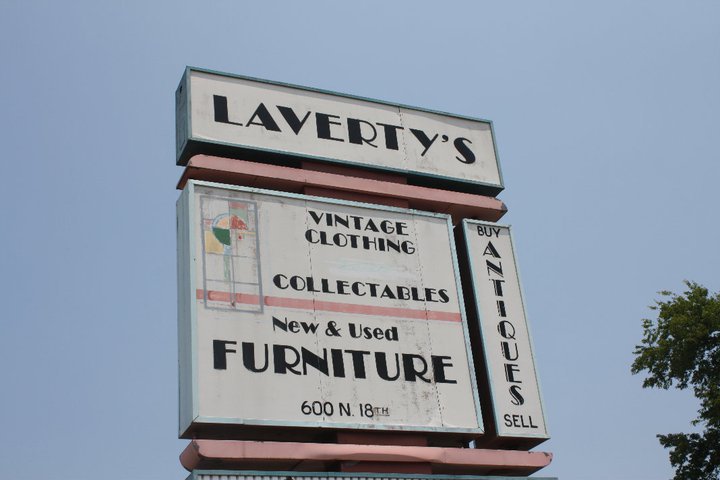 LAVERTY'S
VINTAGE
CLOTHING
COLLECTABLES
New & Used
FURNITURE
600 N. 18TH
BUY
ANTIQUES
SELL